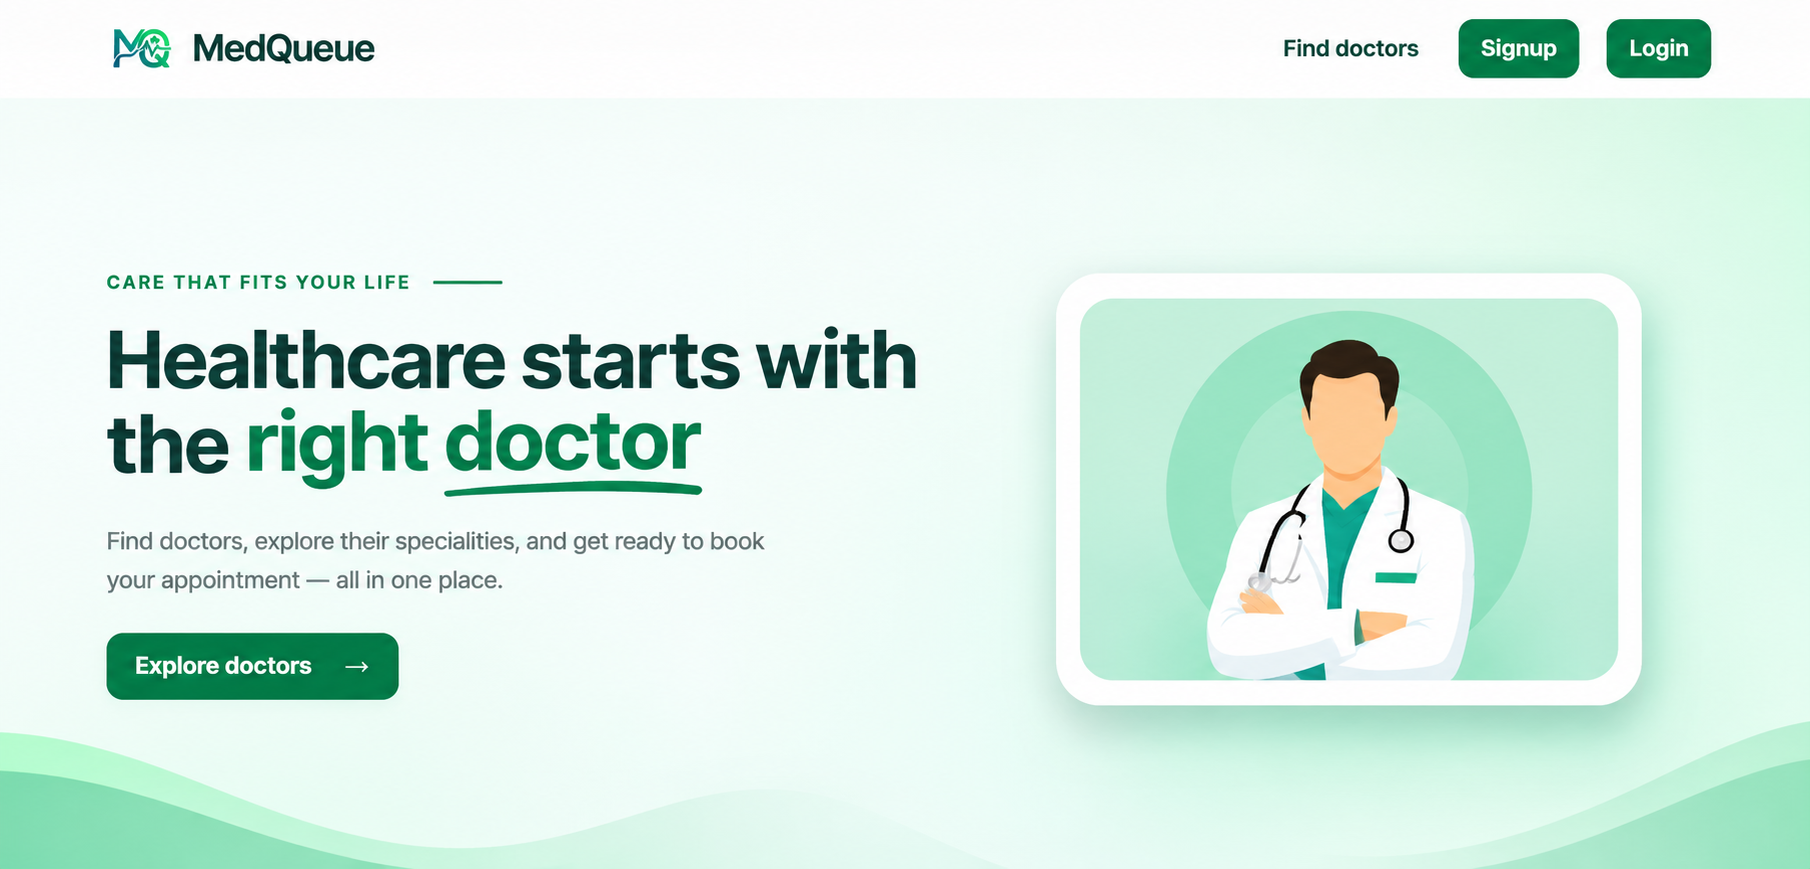 MQ MedQueue
Find doctors
Signup
Login
CARE THAT FITS YOUR LIFE
Healthcare starts with
the right doctor
Find doctors, explore their specialities, and get ready to book
your appointment — all in one place.
Explore doctors →